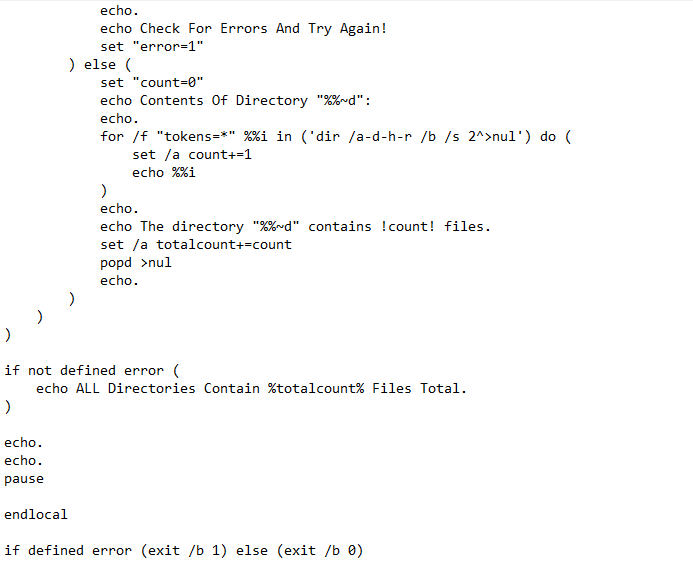 echo.
            echo Check For Errors And Try Again!
            set "error=1"
        ) else (
            set "count=0"
            echo Contents Of Directory "%%~d":
            echo.
            for /f "tokens=*" %%i in ('dir /a-d-h-r /b /s 2^>nul') do (
                set /a count+=1
                echo %%i
            )
            echo.
            echo The directory "%%~d" contains !count! files.
            set /a totalcount+=count
            popd >nul
            echo.
        )
    )
)

if not defined error (
    echo ALL Directories Contain %totalcount% Files Total.
)

echo.
echo.
pause

endlocal

if defined error (exit /b 1) else (exit /b 0)